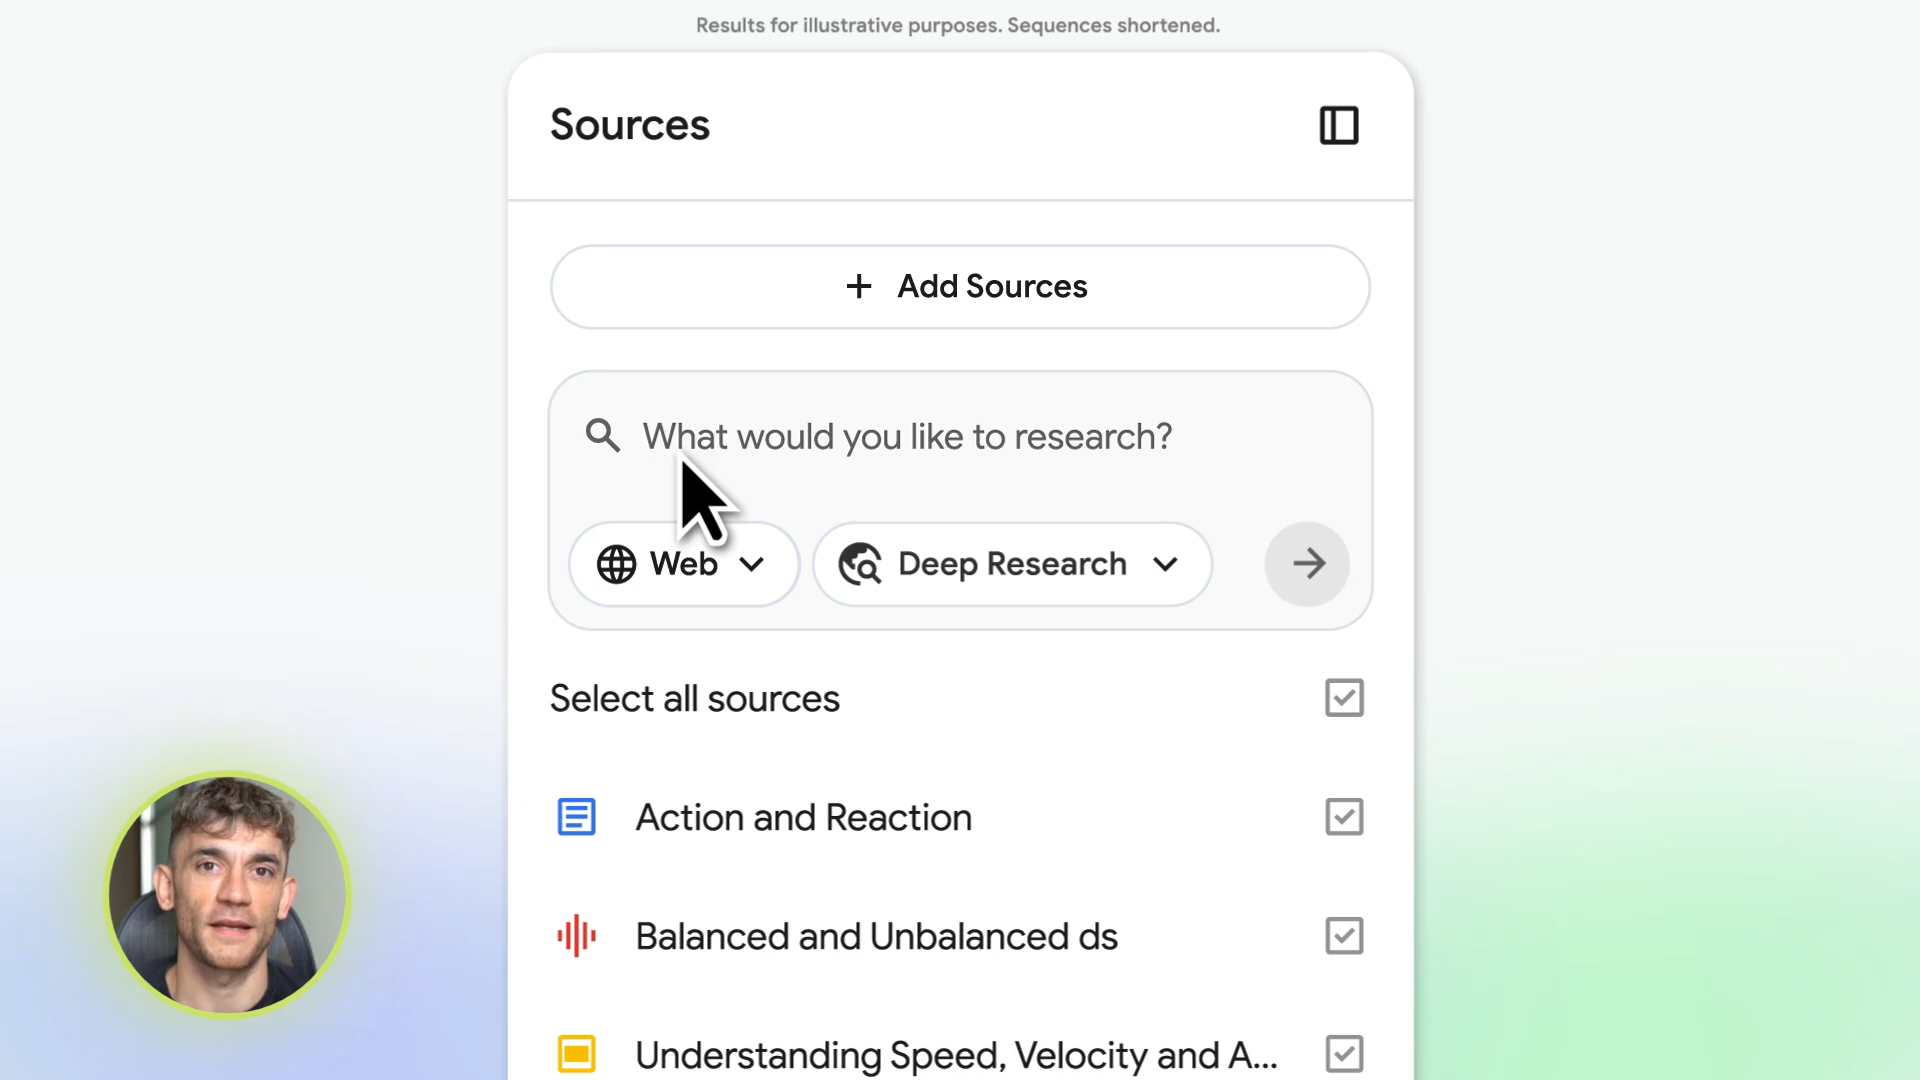 Results for illustrative purposes. Sequences shortened.
Sources
+ Add Sources
What would you like to research?
Web
Deep Research
Select all sources
Action and Reaction
Balanced and Unbalanced ds
Understanding Speed, Velocity and A...